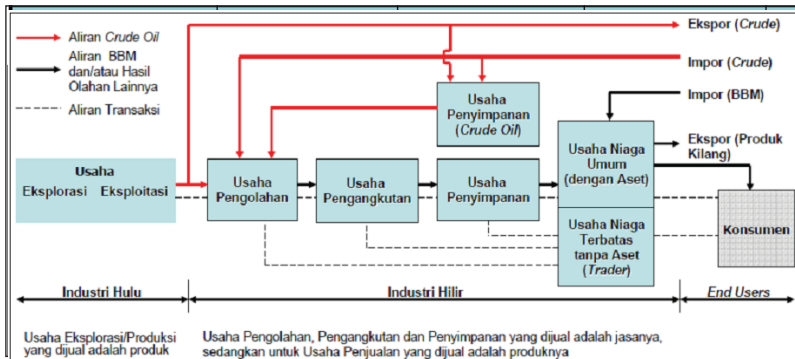 Aliran Crude Oil
Aliran BBM
dan/atau Hasil
Olahan Lainnya
Aliran Transaksi
Ekspor (Crude)
Impor (Crude)
Impor (BBM)
Ekspor (Produk
Kilang)
Usaha
Penyimpanan
(Crude Oil)
Usaha
Eksplorasi Eksploitasi
Usaha
Pengolahan
Usaha
Pengangkutan
Usaha
Penyimpanan
Usaha Niaga
Umum
(dengan Aset)
Usaha Niaga
Terbatas
tanpa Aset
(Trader)
Konsumen
Industri Hulu
Industri Hilir
End Users
Usaha Eksplorasi/Produksi
yang dijual adalah produk
Usaha Pengolahan, Pengangkutan dan Penyimpanan yang dijual adalah jasanya,
sedangkan untuk Usaha Penjualan yang dijual adalah produknya